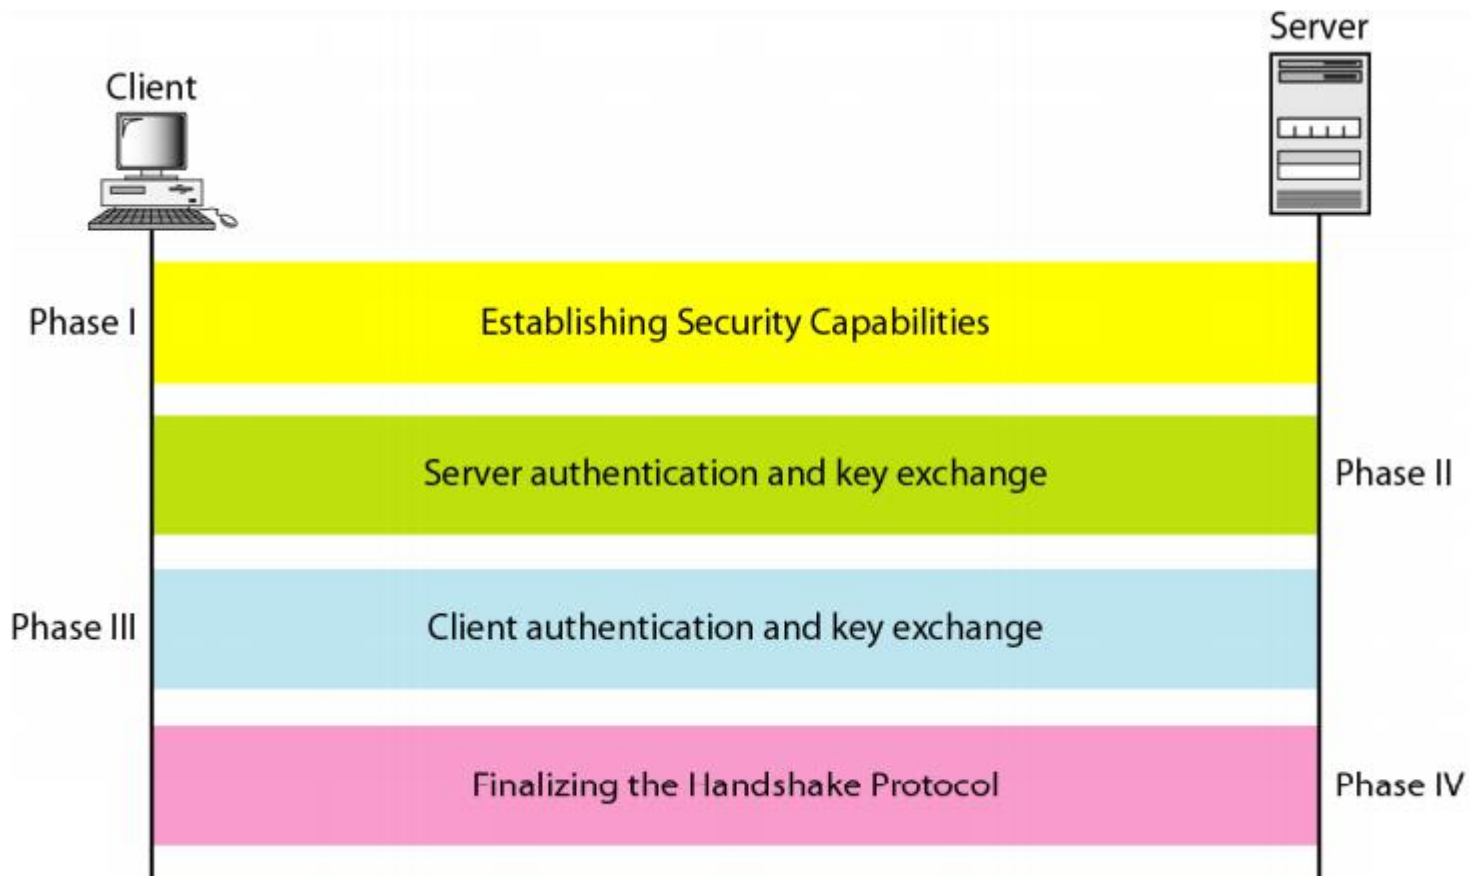 Server
Client
Phase I
Establishing Security Capabilities
Server authentication and key exchange
Phase II
Phase III
Client authentication and key exchange
Finalizing the Handshake Protocol
Phase IV